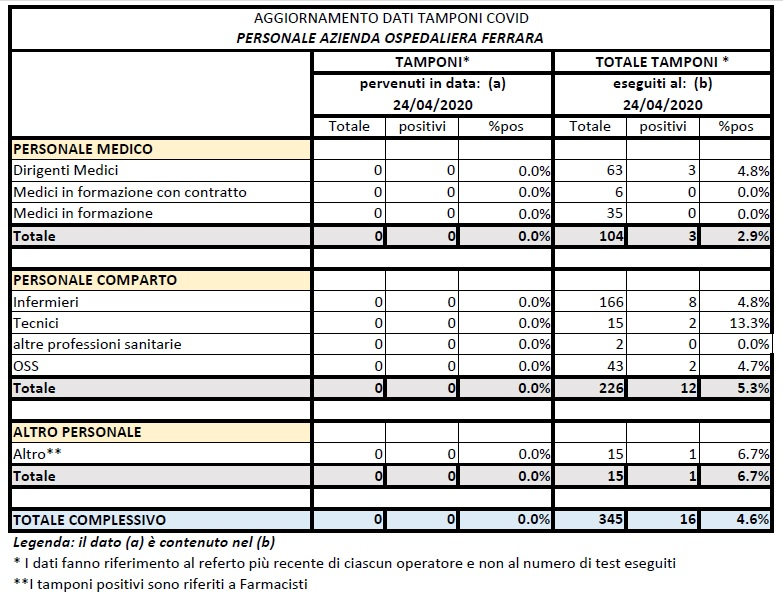 AGGIORNAMENTO DATI TAMPONI COVID
PERSONALE AZIENDA OSPEDALIERA FERRARA
TAMPONI* TOTALE TAMPONI *
pervenuti in data: (a) eseguiti al: (b)
24/04/2020 24/04/2020
Totale positivi %pos Totale positivi %pos
PERSONALE MEDICO
Dirigenti Medici 0 0 0.0% 63 3 4.8%
Medici in formazione con contratto 0 0 0.0% 6 0 0.0%
Medici in formazione 0 0 0.0% 35 0 0.0%
Totale 0 0 0.0% 104 3 2.9%
PERSONALE COMPARTO
Infermieri 0 0 0.0% 166 8 4.8%
Tecnici 0 0 0.0% 15 2 13.3%
altre professioni sanitarie 0 0 0.0% 2 0 0.0%
OSS 0 0 0.0% 43 2 4.7%
Totale 0 0 0.0% 226 12 5.3%
ALTRO PERSONALE
Altro** 0 0 0.0% 15 1 6.7%
Totale 0 0 0.0% 15 1 6.7%
TOTALE COMPLESSIVO 0 0 0.0% 345 16 4.6%
Legenda: il dato (a) è contenuto nel (b)
* I dati fanno riferimento al referto più recente di ciascun operatore e non al numero di test eseguiti
**I tamponi positivi sono riferiti a Farmacisti